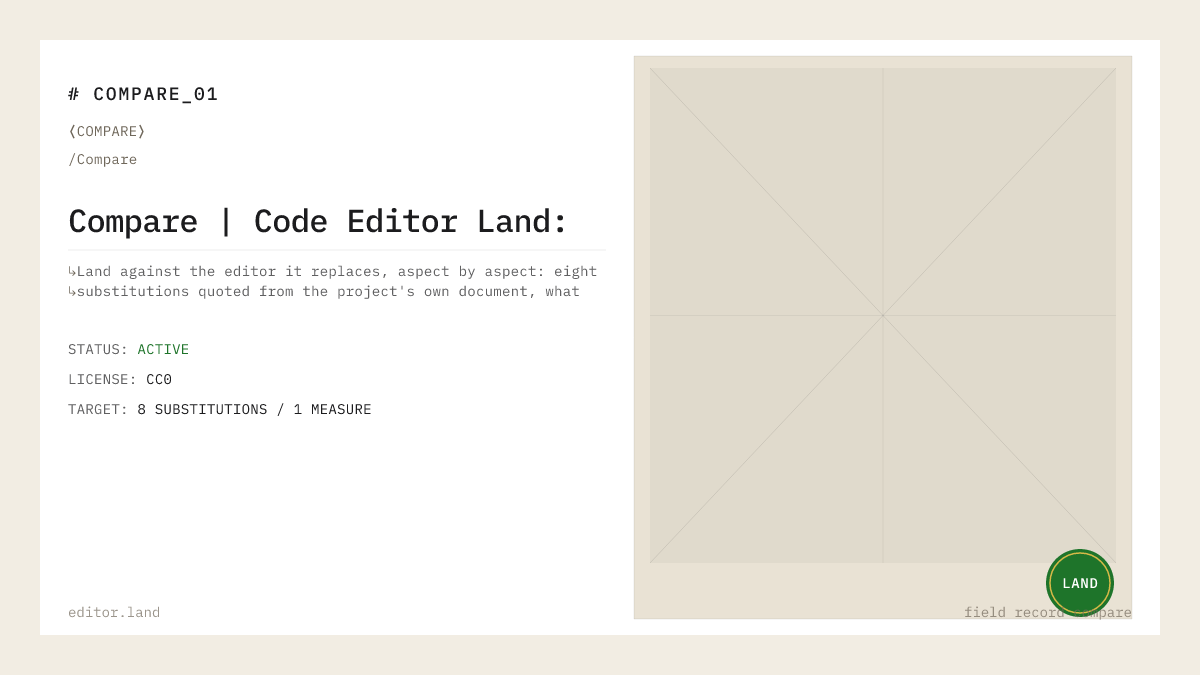 # COMPARE_01
⟨COMPARE⟩
/Compare
Compare | Code Editor Land:
↳Land against the editor it replaces, aspect by aspect: eight
↳substitutions quoted from the project's own document, what
STATUS: ACTIVE
LICENSE: CC0
TARGET: 8 SUBSTITUTIONS / 1 MEASURE
LAND
editor.land
field record